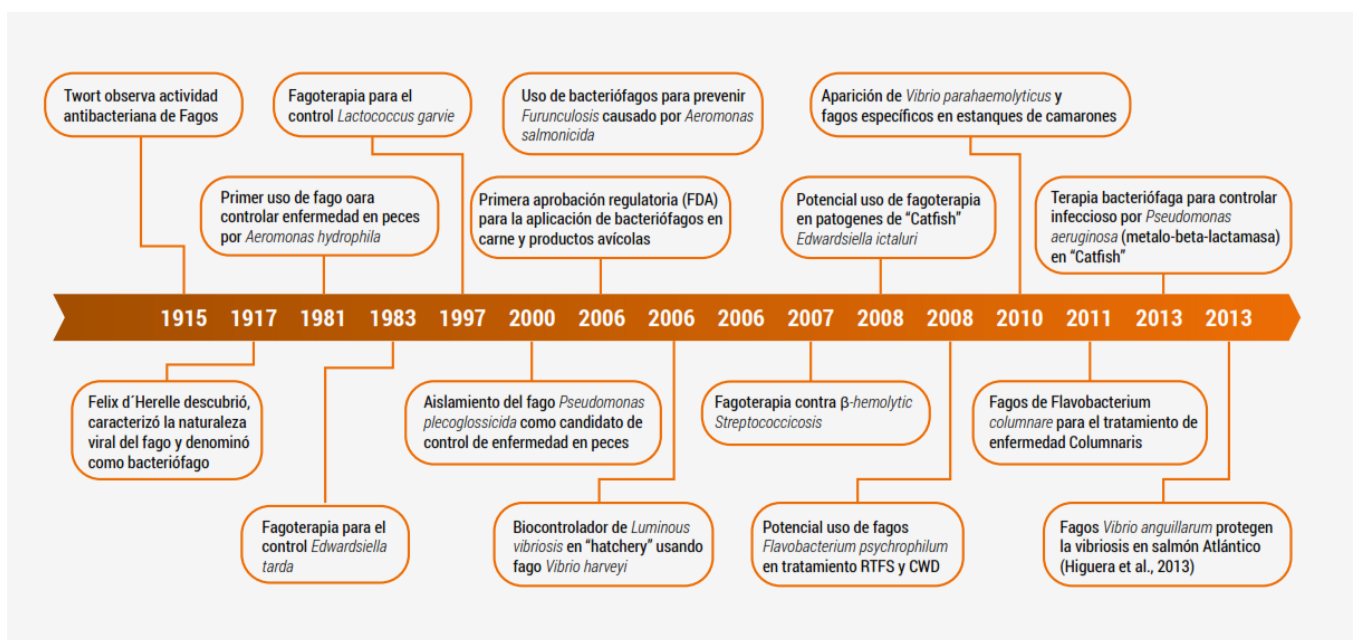 Twort observa actividad
antibacteriana de Fagos
Fagoterapia para el
control Lactococcus garvie
Uso de bacteriófagos para prevenir
Furunculosis causado por Aeromonas
salmonicida
Aparición de Vibrio parahaemolyticus y
fagos específicos en estanques de camarones
Primer uso de fago oara
controlar enfermedad en peces
por Aeromonas hydrophila
Primera aprobación regulatoria (FDA)
para la aplicación de bacteriófagos en
carne y productos avícolas
Potencial uso de fagoterapia
en patogenes de “Catfish”
Edwardsiella ictaluri
Terapia bacteriófaga para controlar
infeccioso por Pseudomonas
aeruginosa (metalo-beta-lactamasa)
en “Catfish”
1915 1917 1981 1983 1997 2000 2006 2006 2006 2007 2008 2008 2010 2011 2013 2013
Felix d´Herelle descubrió,
caracterizó la naturaleza
viral del fago y denominó
como bacteriófago
Aislamiento del fago Pseudomonas
plecoglossicida como candidato de
control de enfermedad en peces
Fagoterapia contra β-hemolytic
Streptococcicosis
Fagos de Flavobacterium
columnare para el tratamiento de
enfermedad Columnaris
Fagoterapia para el
control Edwardsiella
tarda
Biocontrolador de Luminous
vibriosis en “hatchery” usando
fago Vibrio harveyi
Potencial uso de fagos
Flavobacterium psychrophilum
en tratamiento RTFS y CWD
Fagos Vibrio anguillarum protegen
la vibriosis en salmón Atlántico
(Higuera et al., 2013)